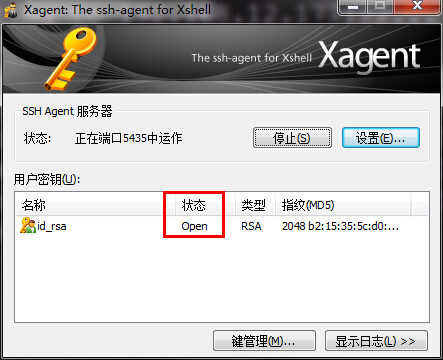 Xagent: The ssh-agent for Xshell
The ssh-agent for Xshell Xagent
SSH Agent 服务器
状态: 正在端口5435中运作 停止(S) 设置(E)...
用户密钥(U):
名称 状态 类型 指纹(MD5)
id_rsa Open RSA 2048 b2:15:35:5c:d0:...
键管理(M)... 显示日志(L) >>